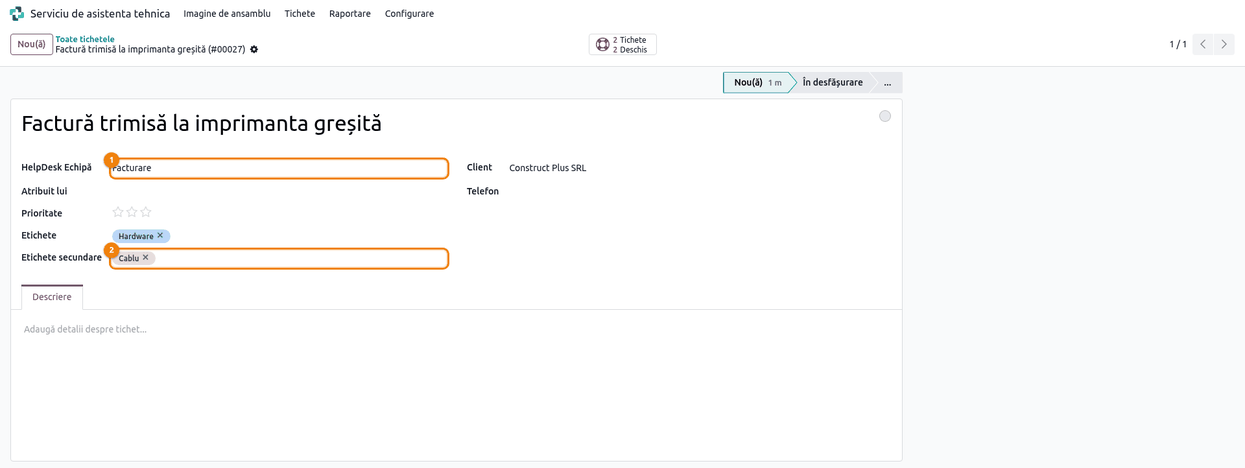 Serviciu de asistenta tehnica Imagine de ansamblu Tichete Raportare Configurare
Nou(ă)
Toate tichetele
Factură trimisă la imprimanta greșită (#00027)
2 Tichete
2 Deschis
1 / 1
Nou(ă) 1 m În desfășurare ...
Factură trimisă la imprimanta greșită
HelpDesk Echipă 1 Facturare
Client Construct Plus SRL
Atribuit lui
Telefon
Prioritate
Etichete Hardware ×
Etichete secundare 2 Cablu ×
Descriere
Adaugă detalii despre tichet...